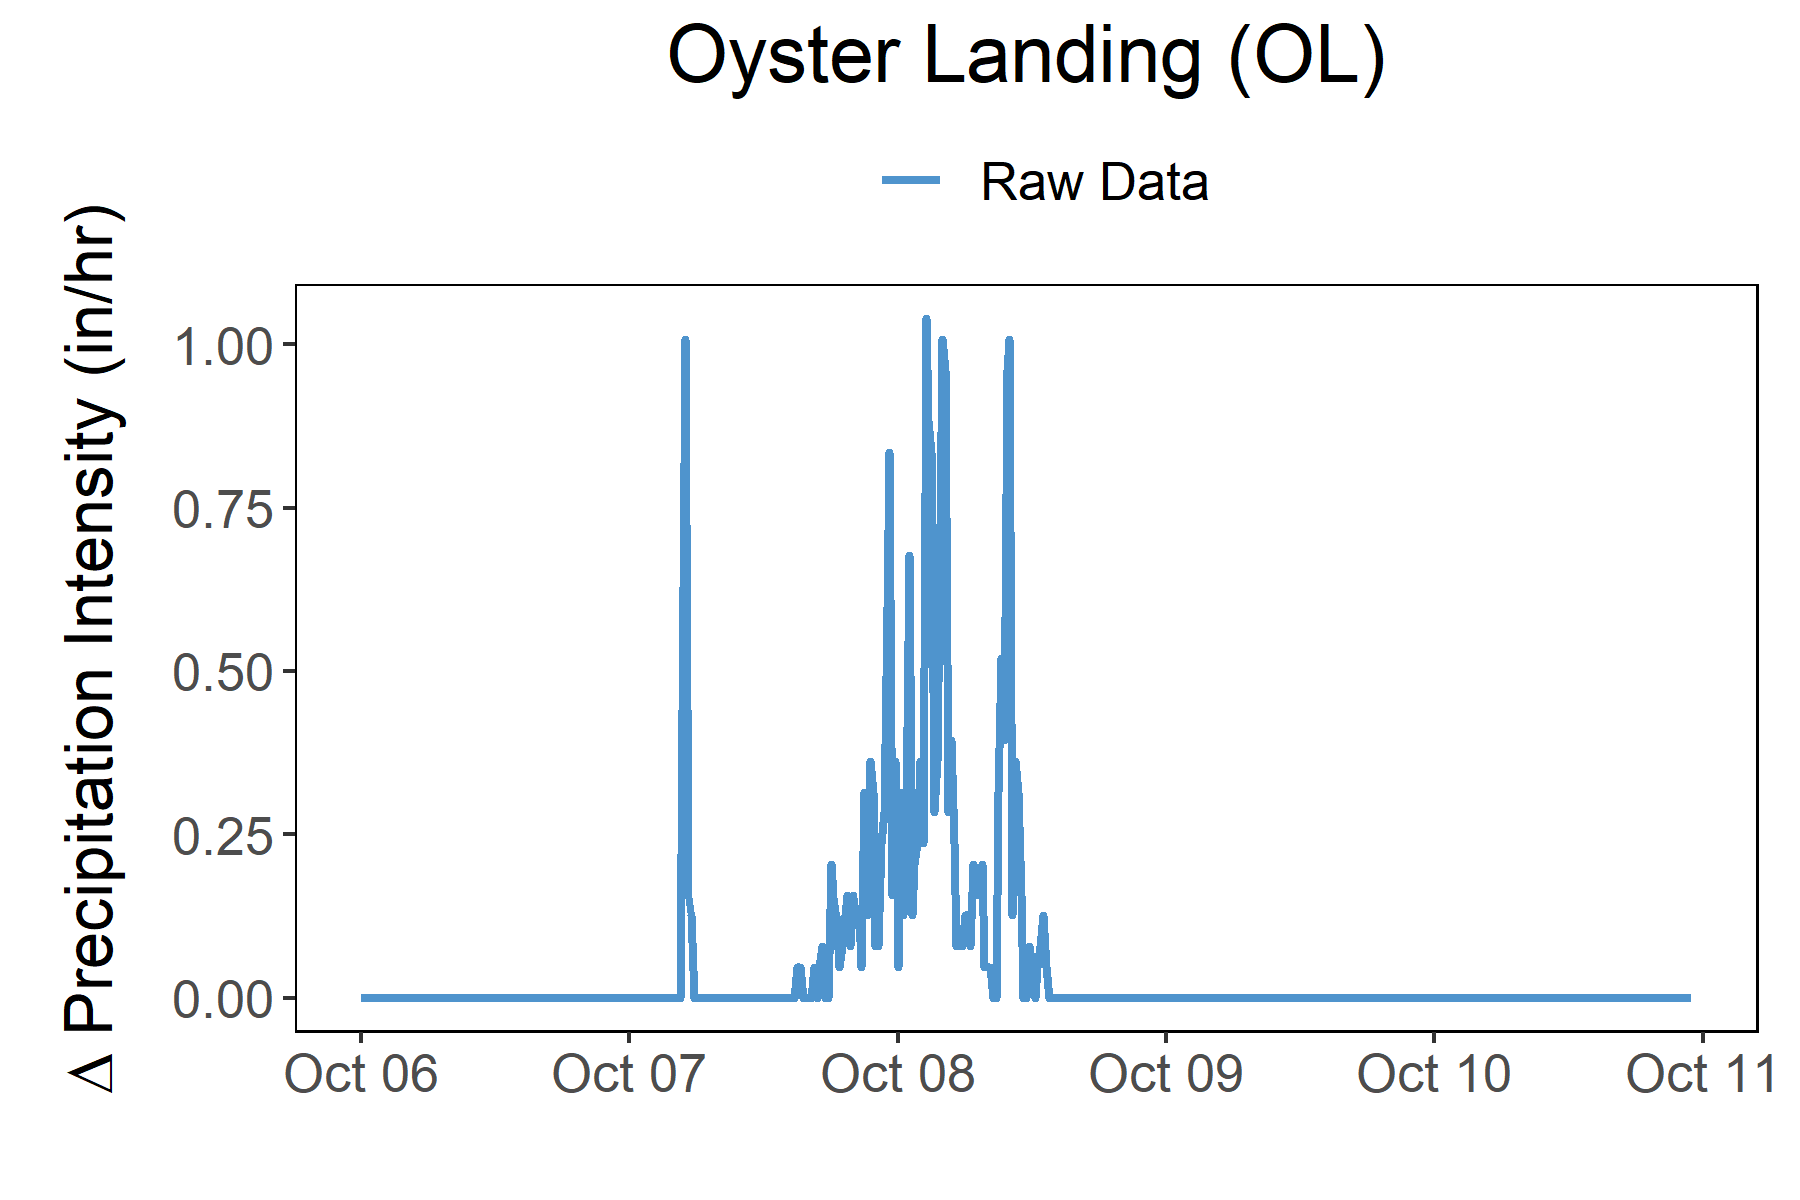 Oyster Landing (OL)
Raw Data
Δ Precipitation Intensity (in/hr)
1.00
0.75
0.50
0.25
0.00
Oct 06 Oct 07 Oct 08 Oct 09 Oct 10 Oct 11